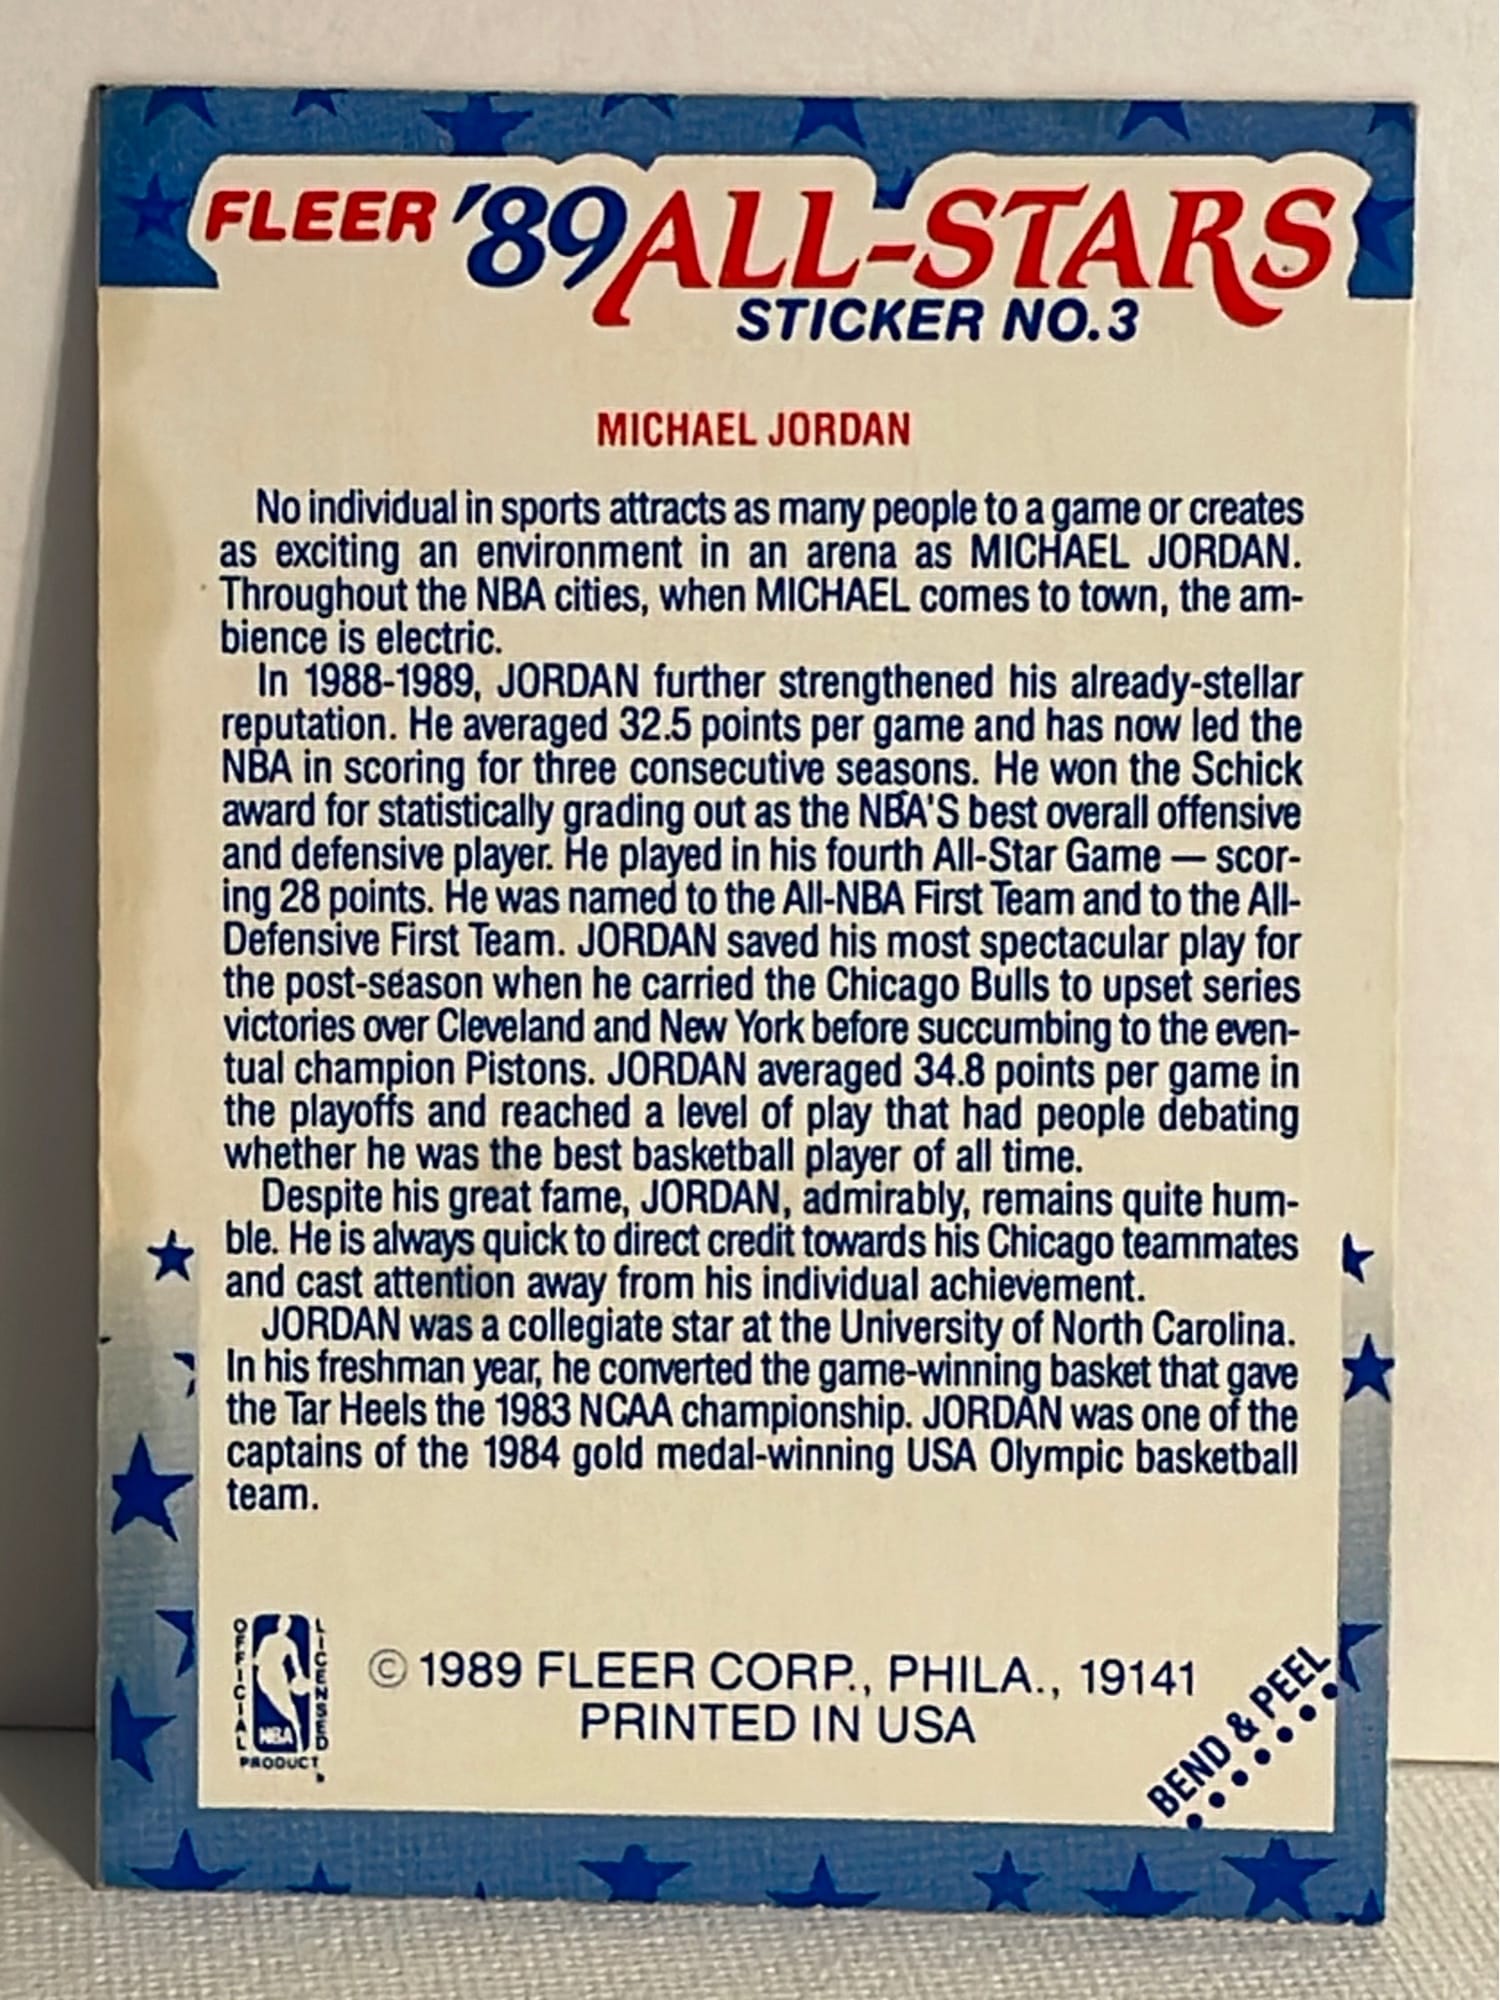 FLEER '89 ALL-STARS
STICKER NO.3
MICHAEL JORDAN
No individual in sports attracts as many people to a game or creates
as exciting an environment in an arena as MICHAEL JORDAN.
Throughout the NBA cities, when MICHAEL comes to town, the am-
bience is electric.
In 1988-1989, JORDAN further strengthened his already-stellar
reputation. He averaged 32.5 points per game and has now led the
NBA in scoring for three consecutive seasons. He won the Schick
award for statistically grading out as the NBA'S best overall offensive
and defensive player. He played in his fourth All-Star Game — scor-
ing 28 points. He was named to the All-NBA First Team and to the All-
Defensive First Team. JORDAN saved his most spectacular play for
the post-season when he carried the Chicago Bulls to upset series
victories over Cleveland and New York before succumbing to the even-
tual champion Pistons. JORDAN averaged 34.8 points per game in
the playoffs and reached a level of play that had people debating
whether he was the best basketball player of all time.
Despite his great fame, JORDAN, admirably, remains quite hum-
ble. He is always quick to direct credit towards his Chicago teammates
and cast attention away from his individual achievement.
JORDAN was a collegiate star at the University of North Carolina.
In his freshman year, he converted the game-winning basket that gave
the Tar Heels the 1983 NCAA championship. JORDAN was one of the
captains of the 1984 gold medal-winning USA Olympic basketball
team.
OFFICIAL
NBA
LICENSED
PRODUCT
© 1989 FLEER CORP., PHILA., 19141
PRINTED IN USA
BEND & PEEL